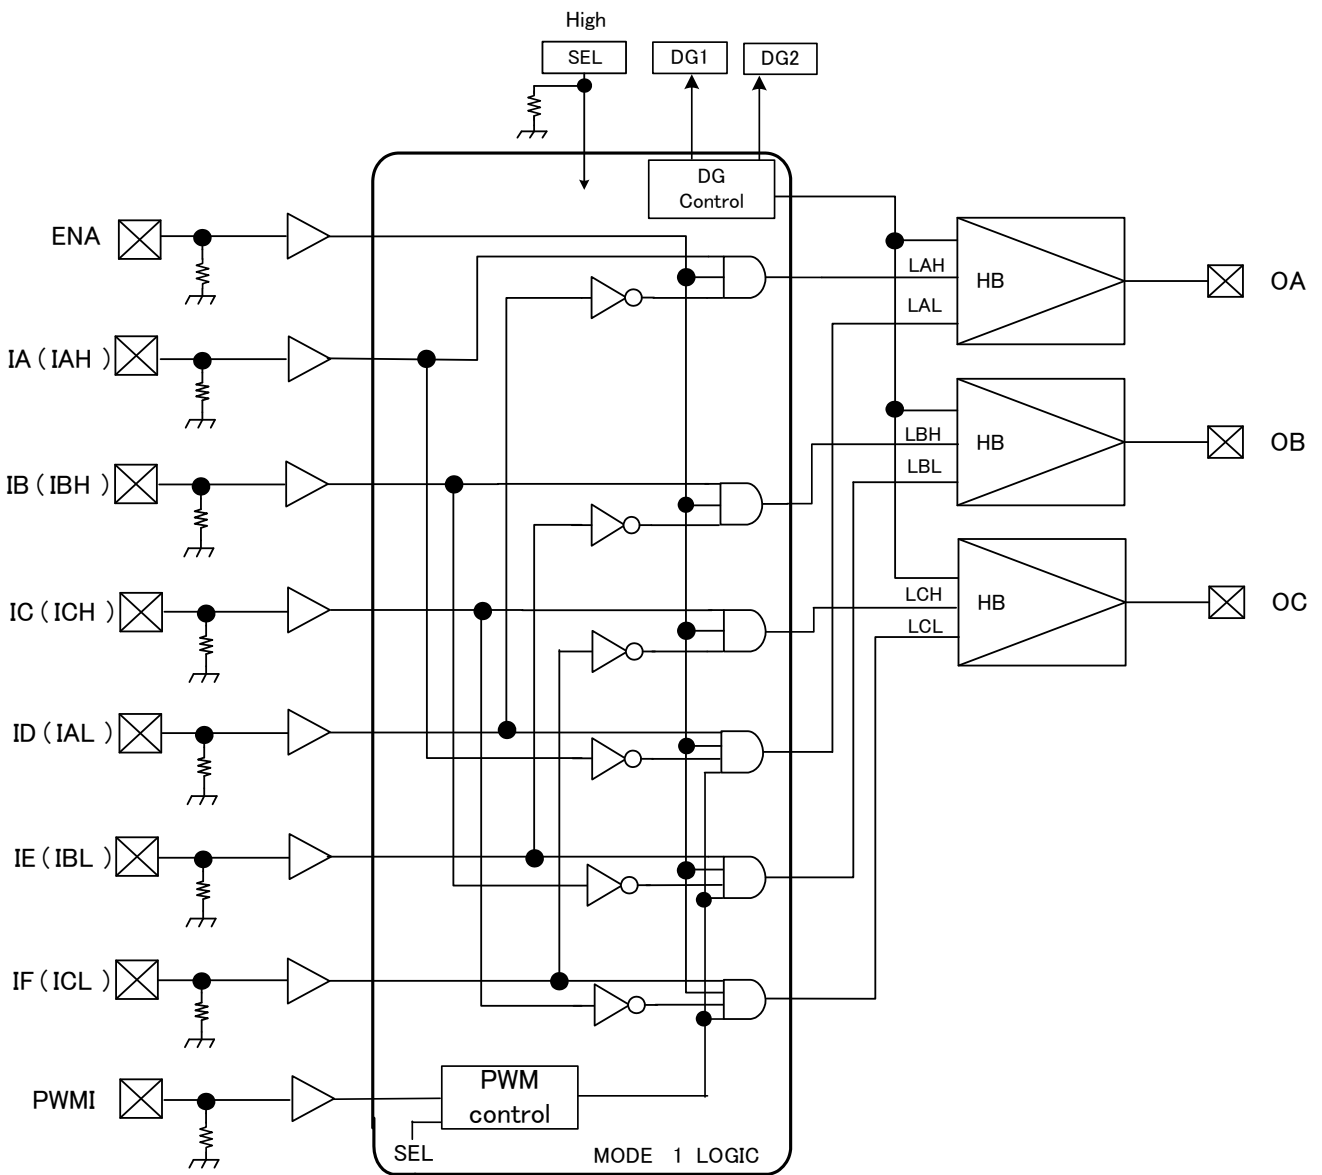 High
SEL
DG1
DG2
DG
Control
ENA
LAH
HB
OA
LAL
IA ( IAH )
LBH
HB
OB
LBL
IB ( IBH )
LCH
HB
OC
LCL
IC ( ICH )
ID ( IAL )
IE ( IBL )
IF ( ICL )
PWMI
PWM
control
SEL
MODE 1 LOGIC